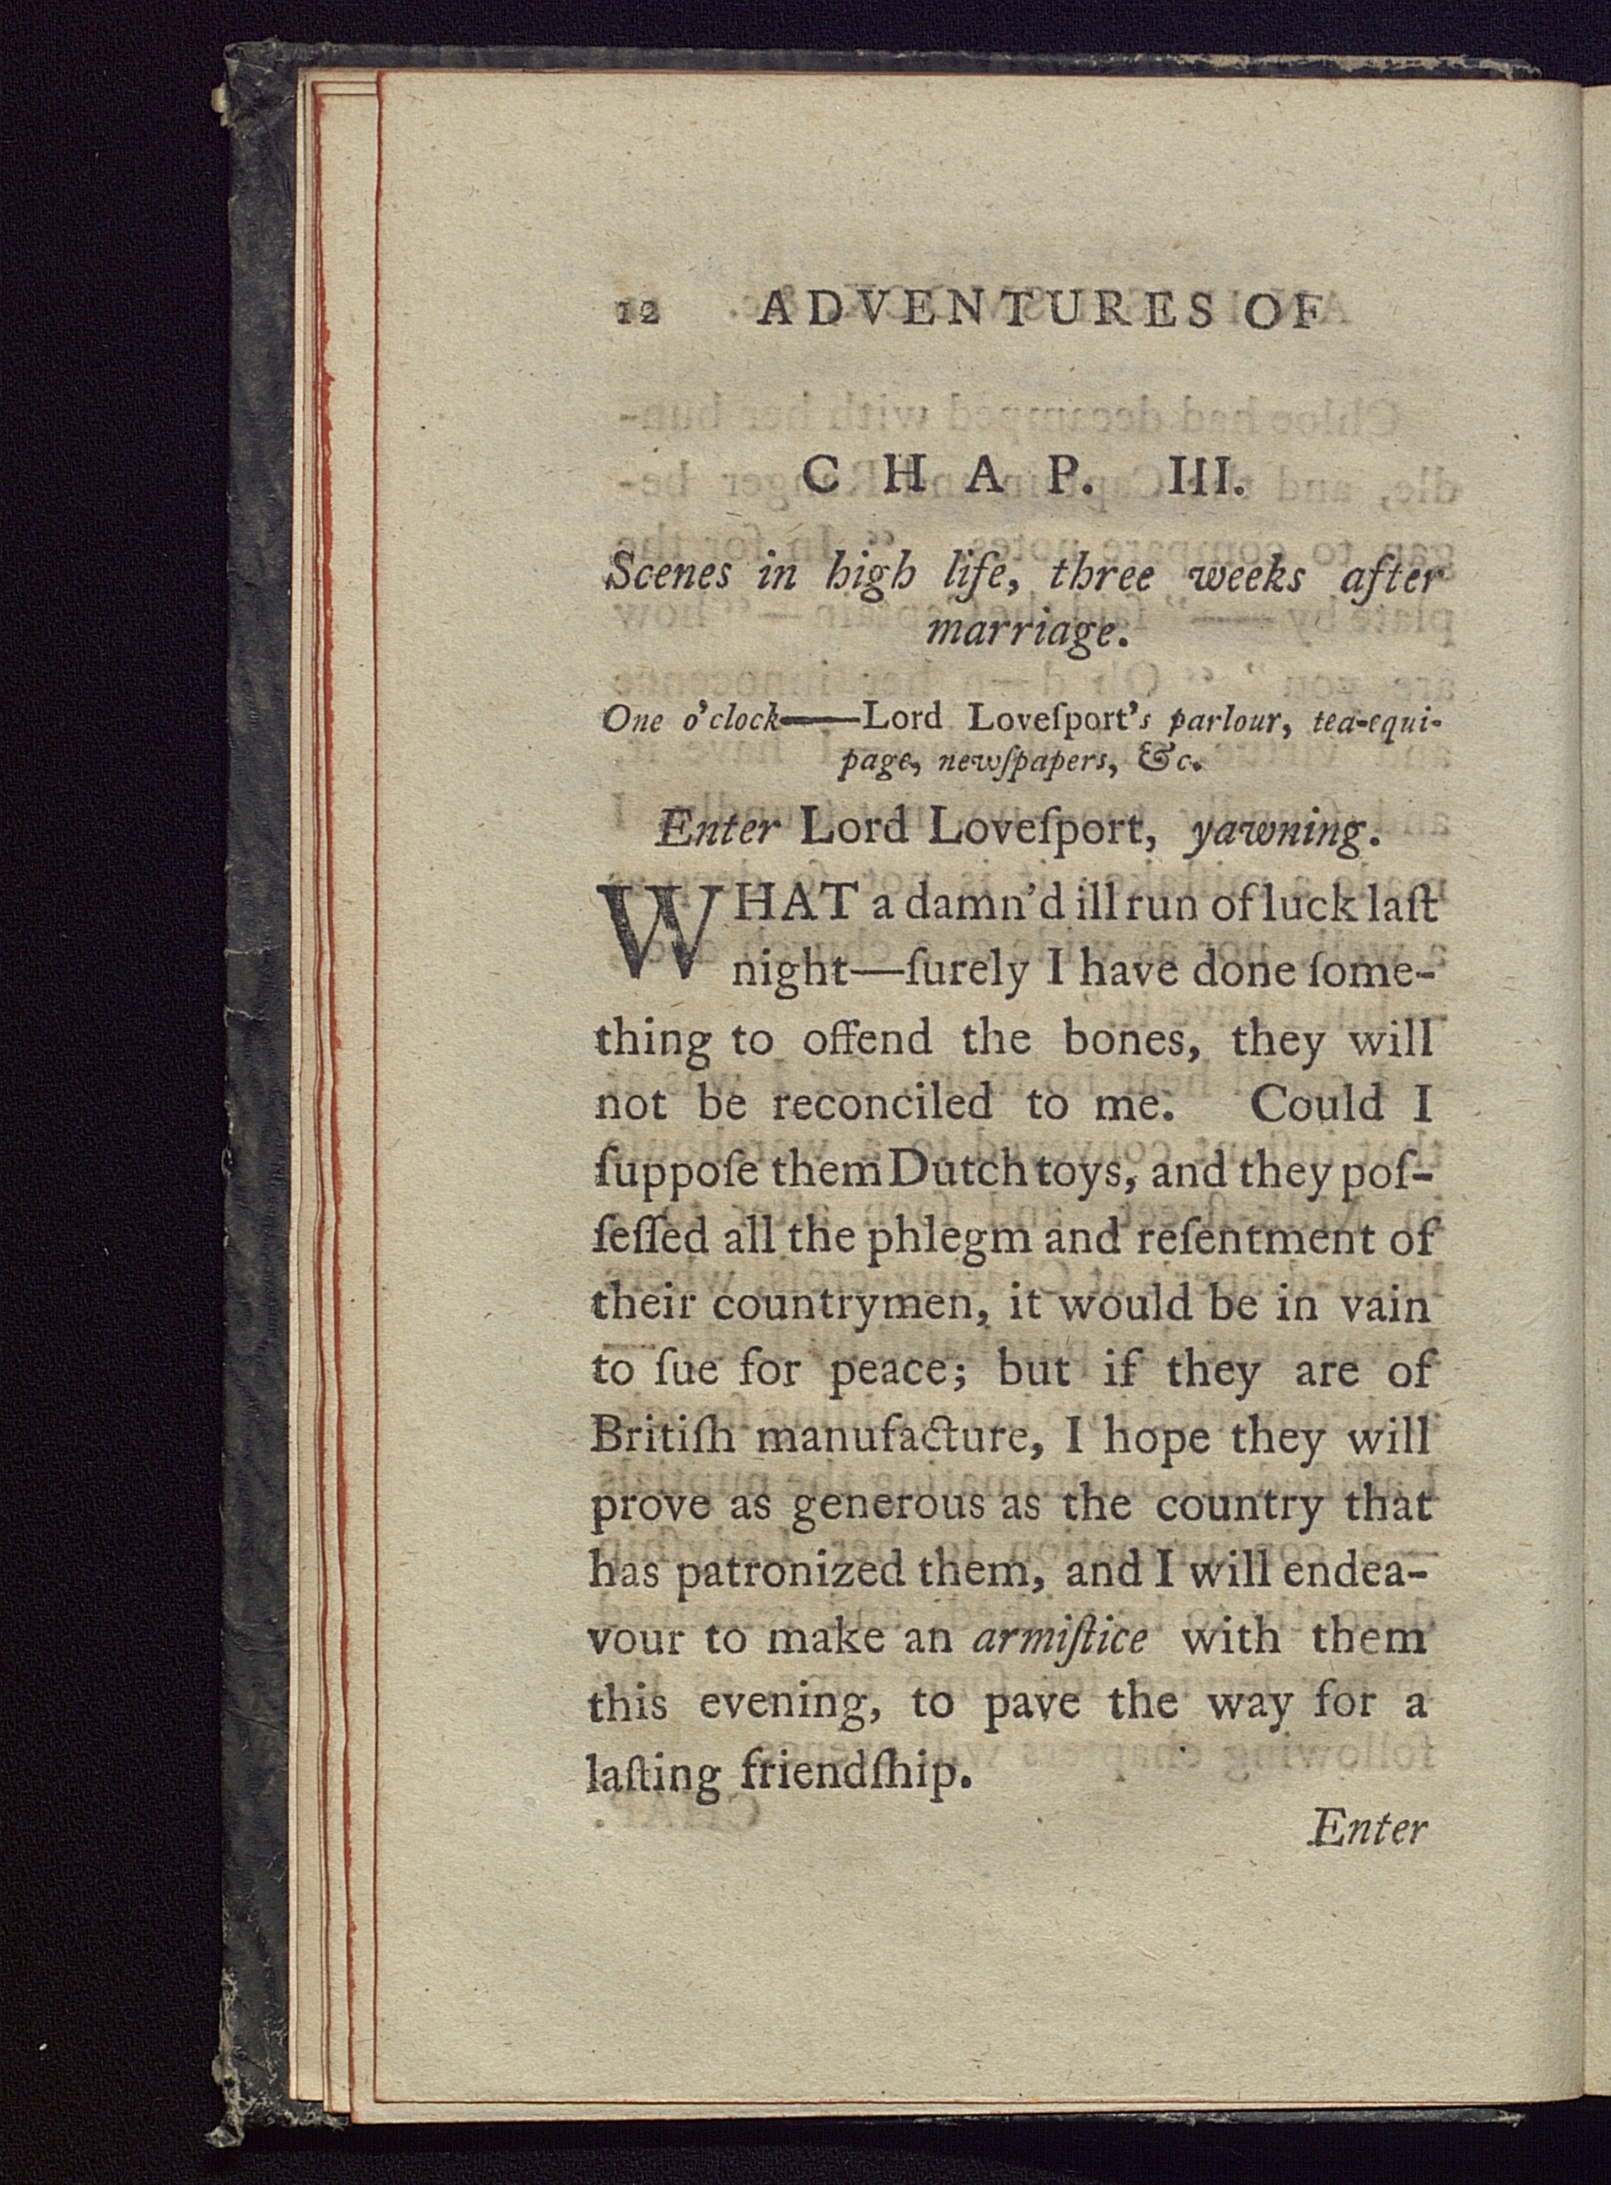 12 ADVENTURES OF
CHAP. III.
Scenes in high life, three weeks after
marriage.
One o'clock——Lord Loveſport's parlour, tea-equi-
page, newſpapers, &c.
Enter Lord Loveſport, yawning.
WHAT a damn'd ill run of luck laſt
night—ſurely I have done ſome-
thing to offend the bones, they will
not be reconciled to me. Could I
ſuppoſe them Dutch toys, and they poſ-
ſeſſed all the phlegm and reſentment of
their countrymen, it would be in vain
to ſue for peace; but if they are of
Britiſh manufacture, I hope they will
prove as generous as the country that
has patronized them, and I will endea-
vour to make an armiſtice with them
this evening, to pave the way for a
laſting friendſhip.
Enter